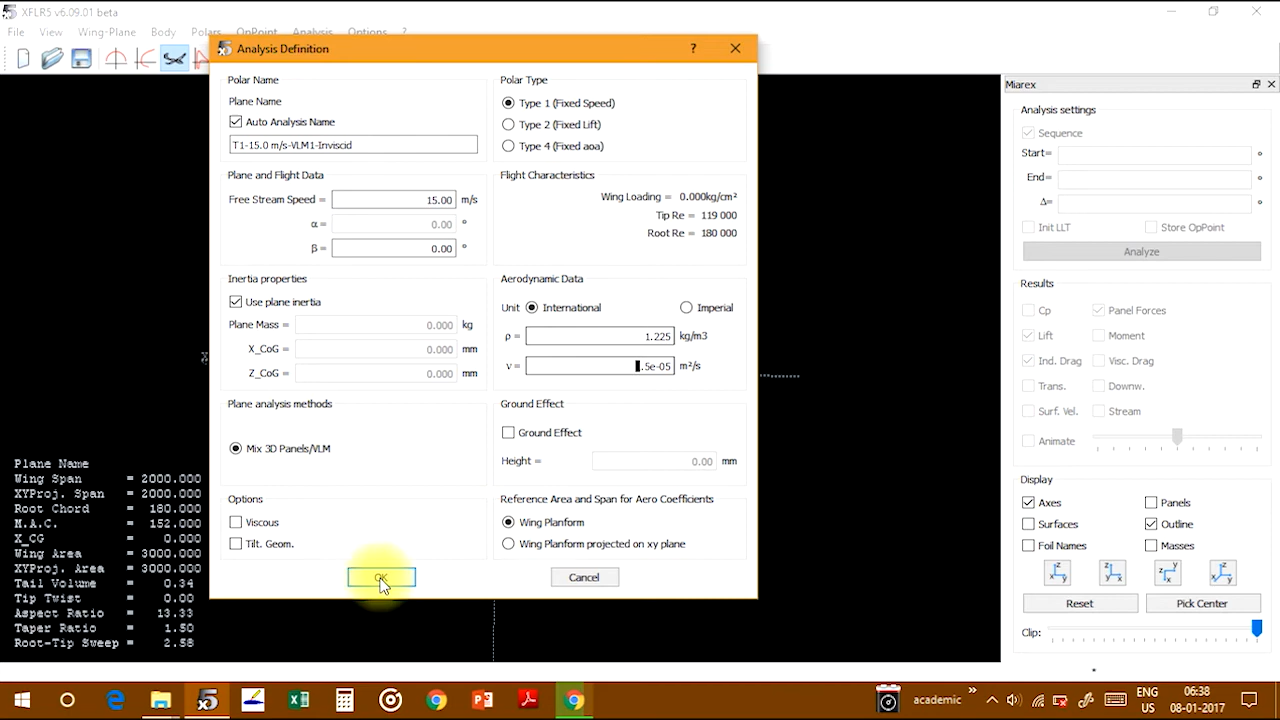 XFLR5 v6.09.01 beta
File View Wing-Plane Body Polars OpPoint Analysis Options ?
Analysis Definition ?
Polar Name
Plane Name
Auto Analysis Name
T1-15.0 m/s-VLM1-Inviscid
Plane and Flight Data
Free Stream Speed = 15.00 m/s
α = 0.00 °
β = 0.00 °
Inertia properties
Use plane inertia
Plane Mass = 0.000 kg
X_CoG = 0.000 mm
Z_CoG = 0.000 mm
Plane analysis methods
Mix 3D Panels/VLM
Options
Viscous
Tilt. Geom.
OK
Polar Type
Type 1 (Fixed Speed)
Type 2 (Fixed Lift)
Type 4 (Fixed aoa)
Flight Characteristics
Wing Loading = 0.000kg/cm²
Tip Re = 119 000
Root Re = 180 000
Aerodynamic Data
Unit International Imperial
ρ = 1.225 kg/m3
ν = .5e-05 m²/s
Ground Effect
Ground Effect
Height = 0.00 mm
Reference Area and Span for Aero Coefficients
Wing Planform
Wing Planform projected on xy plane
Cancel
Plane Name
Wing Span = 2000.000
XYProj. Span = 2000.000
Root Chord = 180.000
M.A.C. = 152.000
X_CG = 0.000
Wing Area = 3000.000
XYProj. Area = 3000.000
Tail Volume = 0.34
Tip Twist = 0.00
Aspect Ratio = 13.33
Taper Ratio = 1.50
Root-Tip Sweep = 2.58
Miarex
Analysis settings
Sequence
Start= °
End= °
Δ= °
Init LLT Store OpPoint
Analyze
Results
Cp Panel Forces
Lift Moment
Ind. Drag Visc. Drag
Trans. Downw.
Surf. Vel. Stream
Animate
Display
Axes Panels
Surfaces Outline
Foil Names Masses
Reset Pick Center
Clip:
academic
ENG
US
06:38
08-01-2017